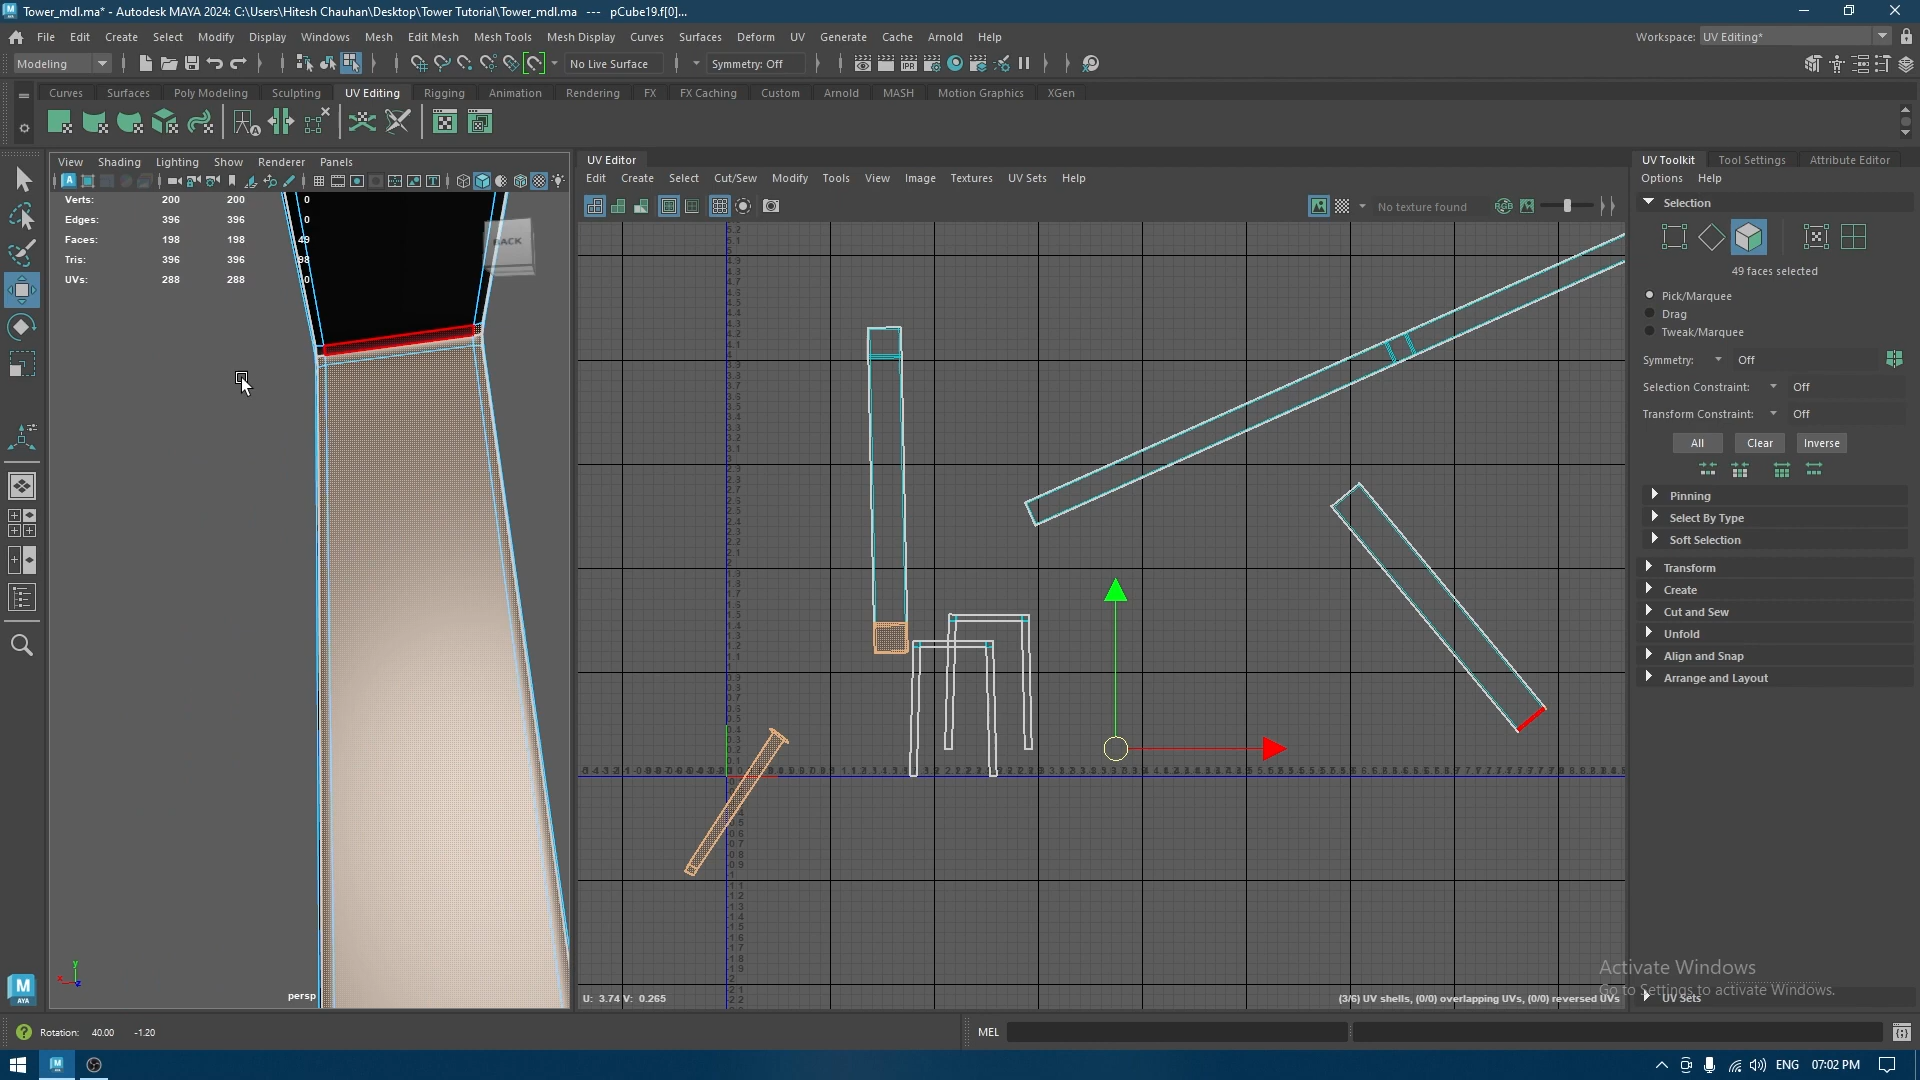 Tower_mdl.ma* - Autodesk MAYA 2024: C:\Users\Hitesh Chauhan\Desktop\Tower Tutorial\Tower_mdl.ma --- pCube19.f[0]...
File Edit Create Select Modify Display Windows Mesh Edit Mesh Mesh Tools Mesh Display Curves Surfaces Deform UV Generate Cache Arnold Help
Workspace: UV Editing*
Modeling No Live Surface Symmetry: Off
Curves Surfaces Poly Modeling Sculpting UV Editing Rigging Animation Rendering FX FX Caching Custom Arnold MASH Motion Graphics XGen
View Shading Lighting Show Renderer Panels
Verts: 200 200 0
Edges: 396 396 0
Faces: 198 198 49
Tris: 396 396 98
UVs: 288 288 0
BACK
persp
UV Editor
Edit Create Select Cut/Sew Modify Tools View Image Textures UV Sets Help
No texture found
U: 3.74 V: 0.265
(3/6) UV shells, (0/0) overlapping UVs, (0/0) reversed UVs
UV Toolkit Tool Settings Attribute Editor
Options Help
Selection
49 faces selected
Pick/Marquee
Drag
Tweak/Marquee
Symmetry: Off
Selection Constraint: Off
Transform Constraint: Off
All Clear Inverse
Pinning
Select By Type
Soft Selection
Transform
Create
Cut and Sew
Unfold
Align and Snap
Arrange and Layout
UV Sets
Activate Windows
Go to Settings to activate Windows.
Rotation: 40.00 -1.20
MEL
ENG 07:02 PM